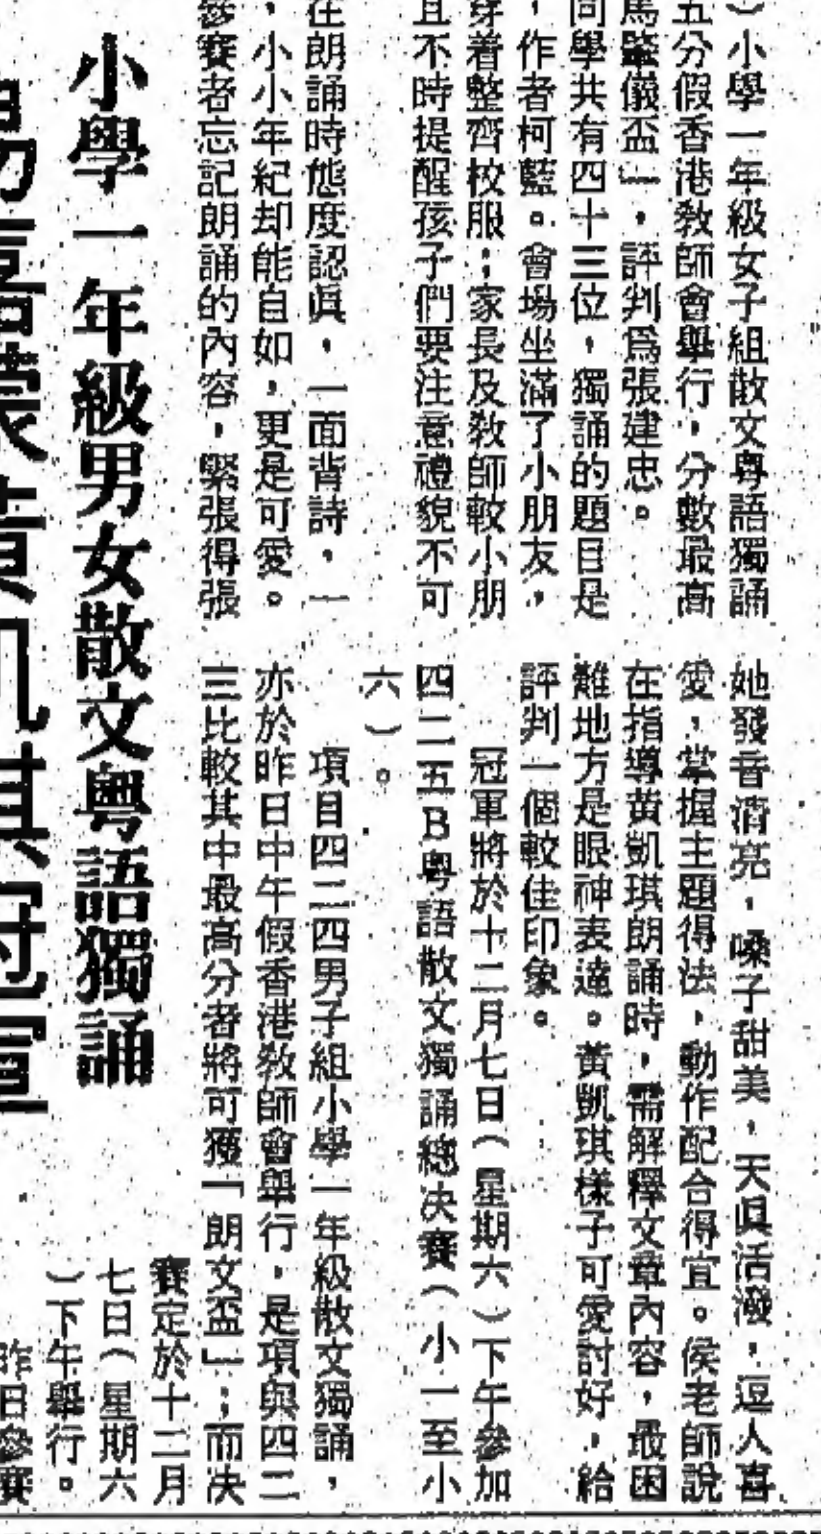 小學一年級男女散文粵語獨誦
黃凱琪冠軍
）小學一年級女子組散文粵語獨誦
五分假香港敎師會舉行，分數最高
馬肇儀盃」，評判爲張建忠。
同學共有四十三位，獨誦的題目是
，作者柯藍。會場坐滿了小朋友，
穿着整齊校服；家長及敎師較小朋
且不時提醒孩子們要注意禮貌不可
在朗誦時態度認眞，一面背詩，一
，小小年紀却能自如，更是可愛。
參賽者忘記朗誦的內容，緊張得張
她發音淸亮，嗓子甜美，天眞活潑，逗人喜
愛，掌握主題得法，動作配合得宜。侯老師說
在指導黃凱琪朗誦時，需解釋文章內容，最困
難地方是眼神表達。黃凱琪樣子可愛討好，給
評判一個較佳印象。
冠軍將於十二月七日（星期六）下午參加
四二五B粵語散文獨誦總决賽（小一至小
六）。
項目四二四男子組小學一年級散文獨誦，
亦於昨日中午假香港敎師會舉行，是項與四二
三比較其中最高分者將可獲「朗文盃」；而决
賽定於十二月
七日（星期六
）下午舉行。
昨日參賽